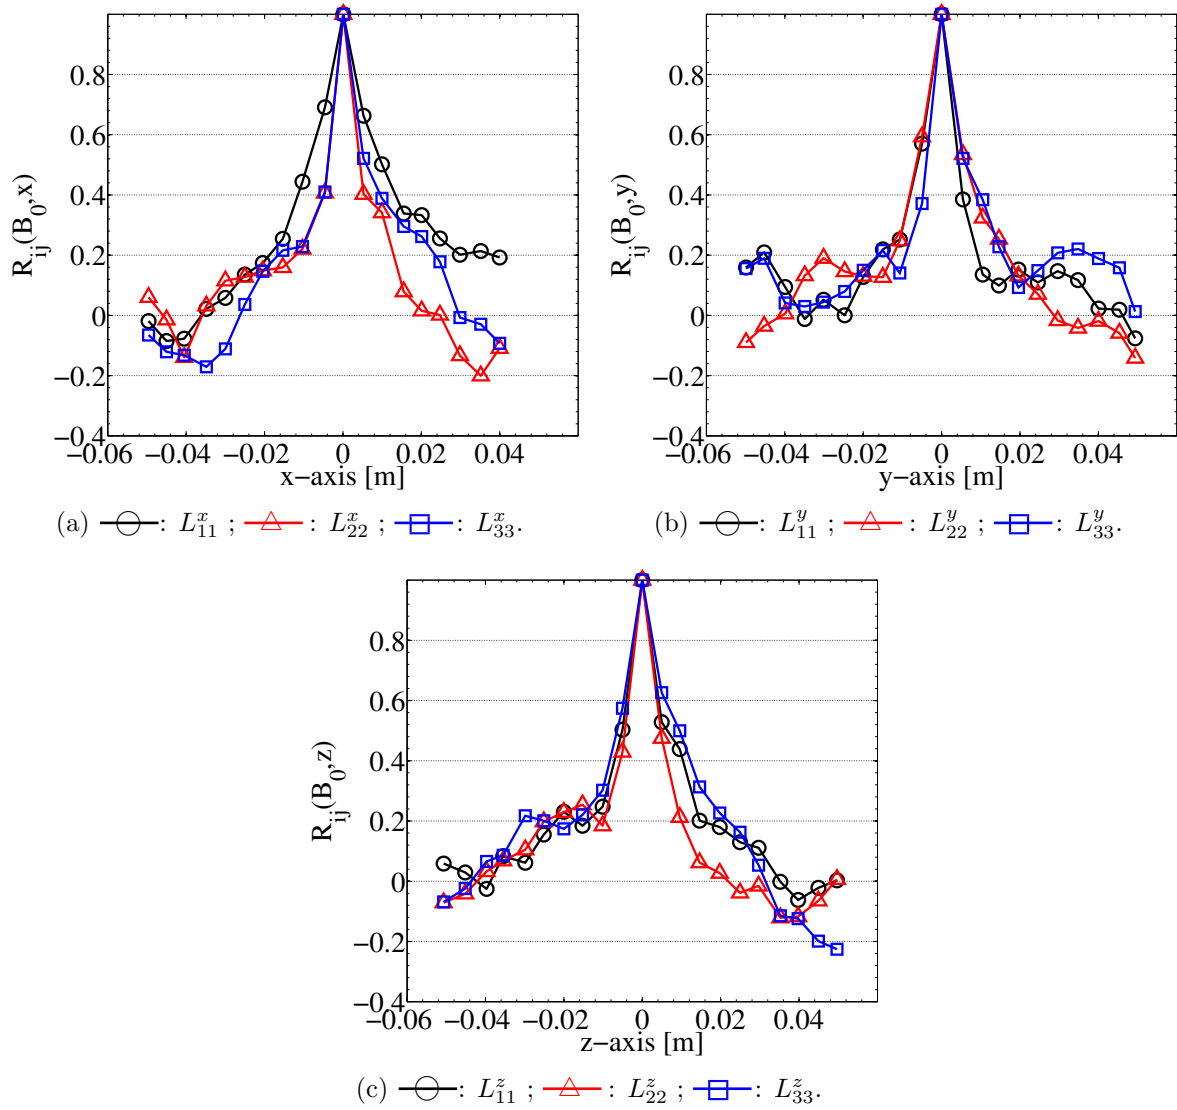 0.8
0.6
0.4
0.2
0
−0.2
−0.4
−0.06 −0.04 −0.02 0 0.02 0.04
x−axis [m]
R_ij(B_0,x)
(a) : L^x_11 ; : L^x_22 ; : L^x_33.
0.8
0.6
0.4
0.2
0
−0.2
−0.4
−0.06 −0.04 −0.02 0 0.02 0.04
y−axis [m]
R_ij(B_0,y)
(b) : L^y_11 ; : L^y_22 ; : L^y_33.
0.8
0.6
0.4
0.2
0
−0.2
−0.4
−0.06 −0.04 −0.02 0 0.02 0.04
z−axis [m]
R_ij(B_0,z)
(c) : L^z_11 ; : L^z_22 ; : L^z_33.